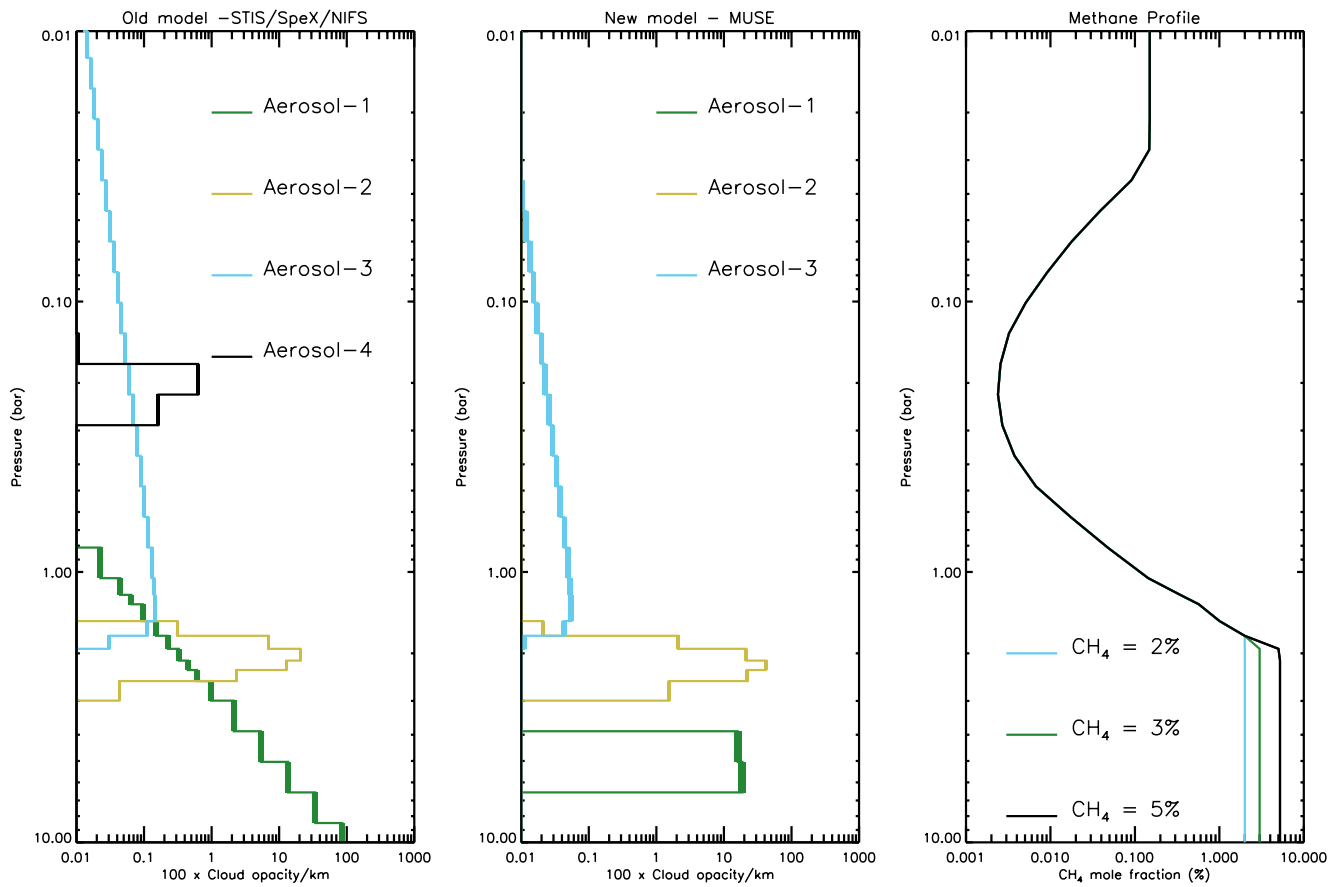 Old model -STIS/SpeX/NIFS
0.01
0.10
1.00
10.00
Pressure (bar)
Aerosol-1
Aerosol-2
Aerosol-3
Aerosol-4
0.01 0.1 1 10 100 1000
100 x Cloud opacity/km
New model - MUSE
0.01
0.10
1.00
10.00
Pressure (bar)
Aerosol-1
Aerosol-2
Aerosol-3
0.01 0.1 1 10 100 1000
100 x Cloud opacity/km
Methane Profile
0.01
0.10
1.00
10.00
Pressure (bar)
CH₄ = 2%
CH₄ = 3%
CH₄ = 5%
0.001 0.010 0.100 1.000 10.000
CH₄ mole fraction (%)